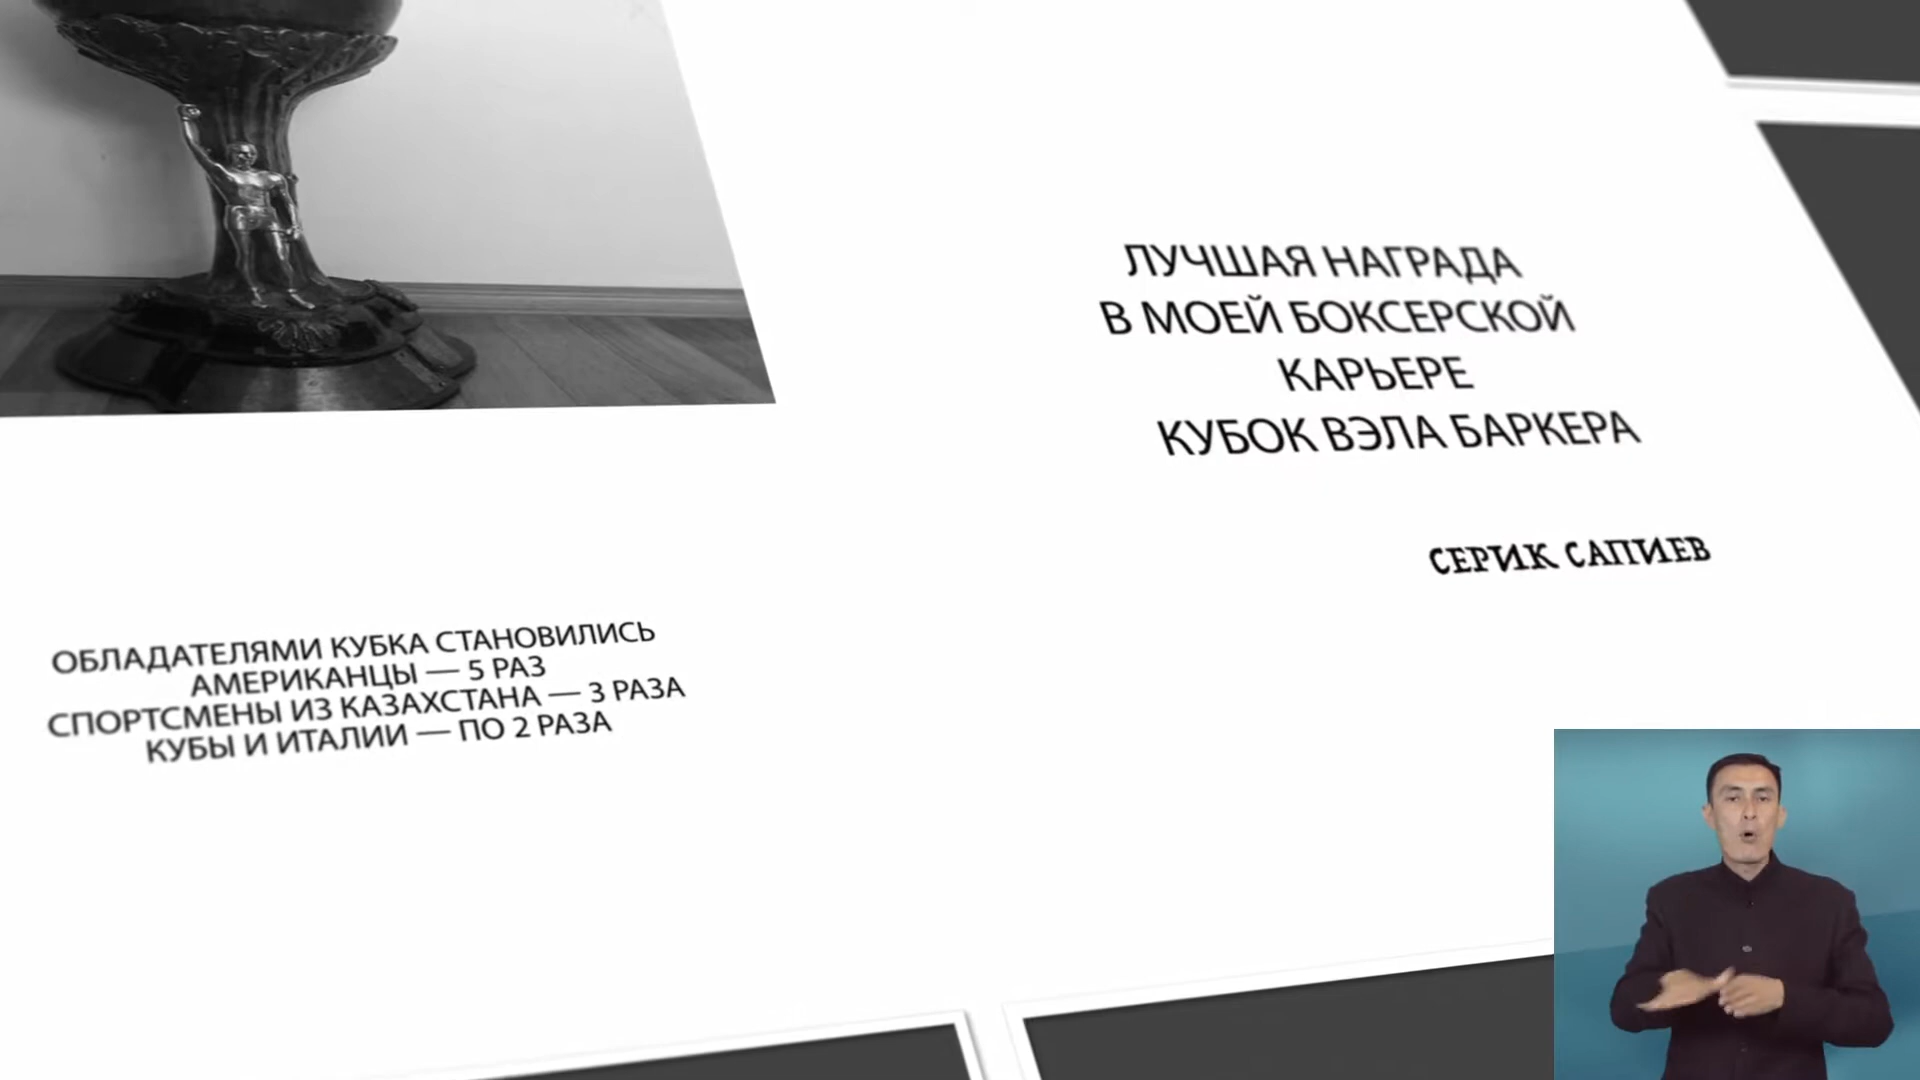 ЛУЧШАЯ НАГРАДА
В МОЕЙ БОКСЕРСКОЙ
КАРЬЕРЕ
КУБОК ВЭЛА БАРКЕРА
СЕРИК САПИЕВ
ОБЛАДАТЕЛЯМИ КУБКА СТАНОВИЛИСЬ
АМЕРИКАНЦЫ — 5 РАЗ
СПОРТСМЕНЫ ИЗ КАЗАХСТАНА — 3 РАЗА
КУБЫ И ИТАЛИИ — ПО 2 РАЗА